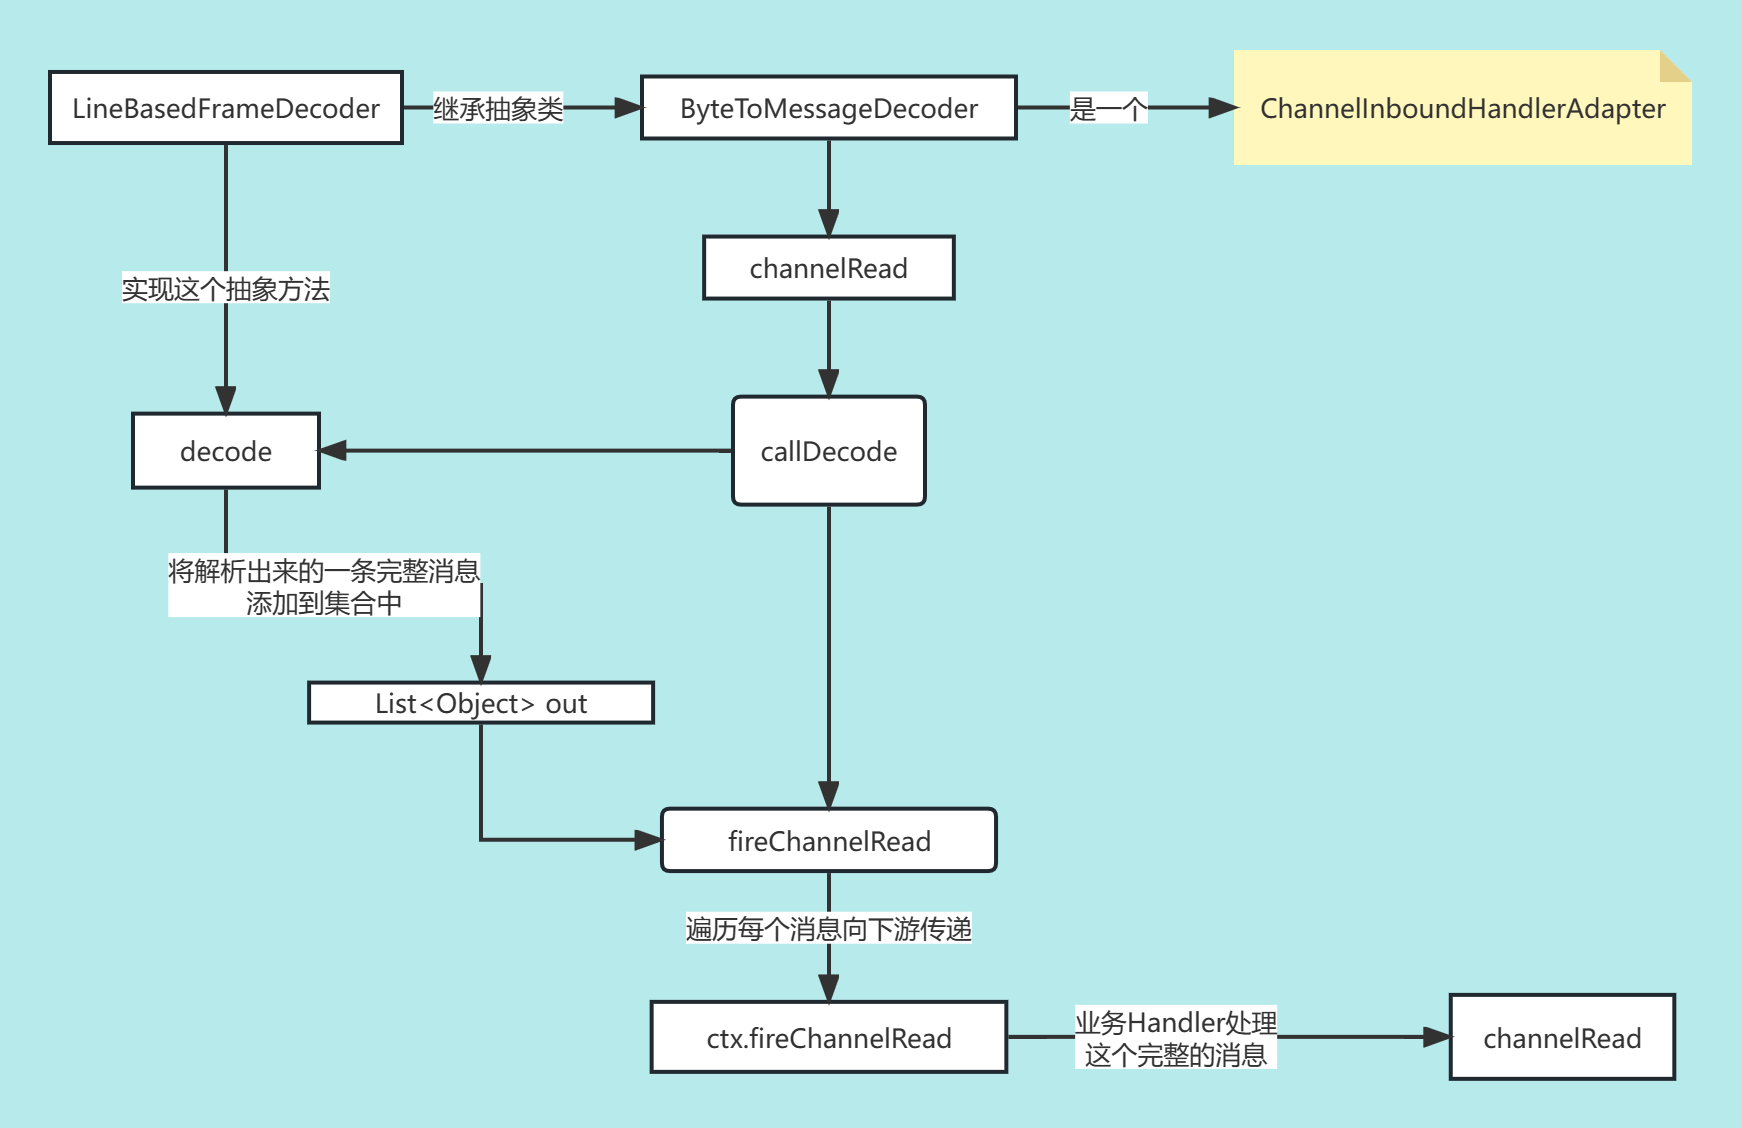 LineBasedFrameDecoder
继承抽象类
ByteToMessageDecoder
是一个
ChannelInboundHandlerAdapter
channelRead
实现这个抽象方法
decode
callDecode
将解析出来的一条完整消息
添加到集合中
List<Object> out
fireChannelRead
遍历每个消息向下游传递
ctx.fireChannelRead
业务Handler处理
这个完整的消息
channelRead